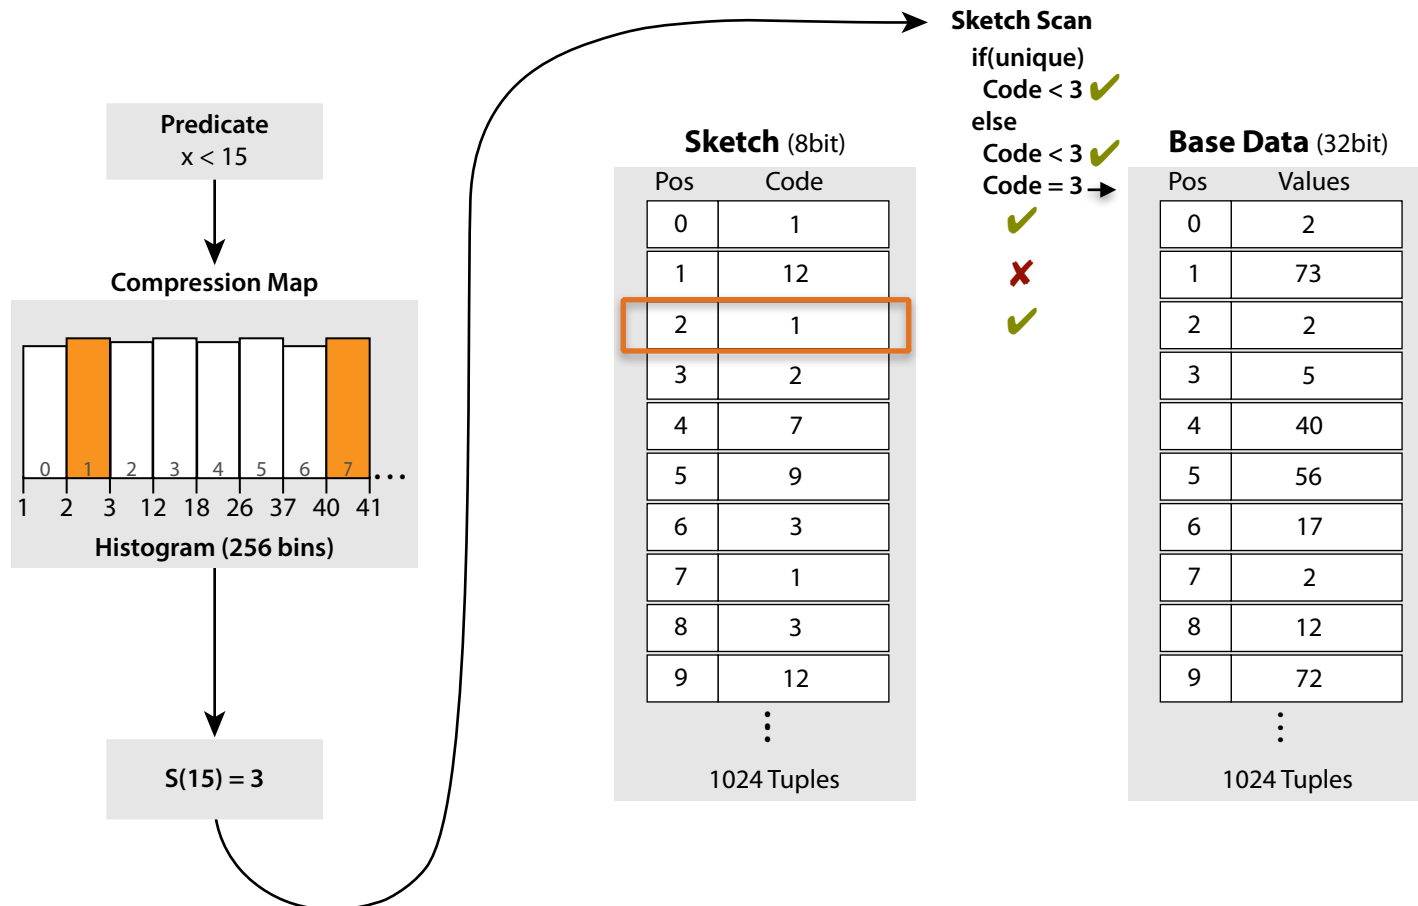 Predicate
x < 15
Compression Map
0 1 2 3 4 5 6 7 ...
1 2 3 12 18 26 37 40 41
Histogram (256 bins)
S(15) = 3
Sketch Scan
if(unique)
Code < 3 ✔
else
Code < 3 ✔
Code = 3
✔
✘
✔
Sketch (8bit)
Pos Code
0 1
1 12
2 1
3 2
4 7
5 9
6 3
7 1
8 3
9 12
⋮
1024 Tuples
Base Data (32bit)
Pos Values
0 2
1 73
2 2
3 5
4 40
5 56
6 17
7 2
8 12
9 72
⋮
1024 Tuples